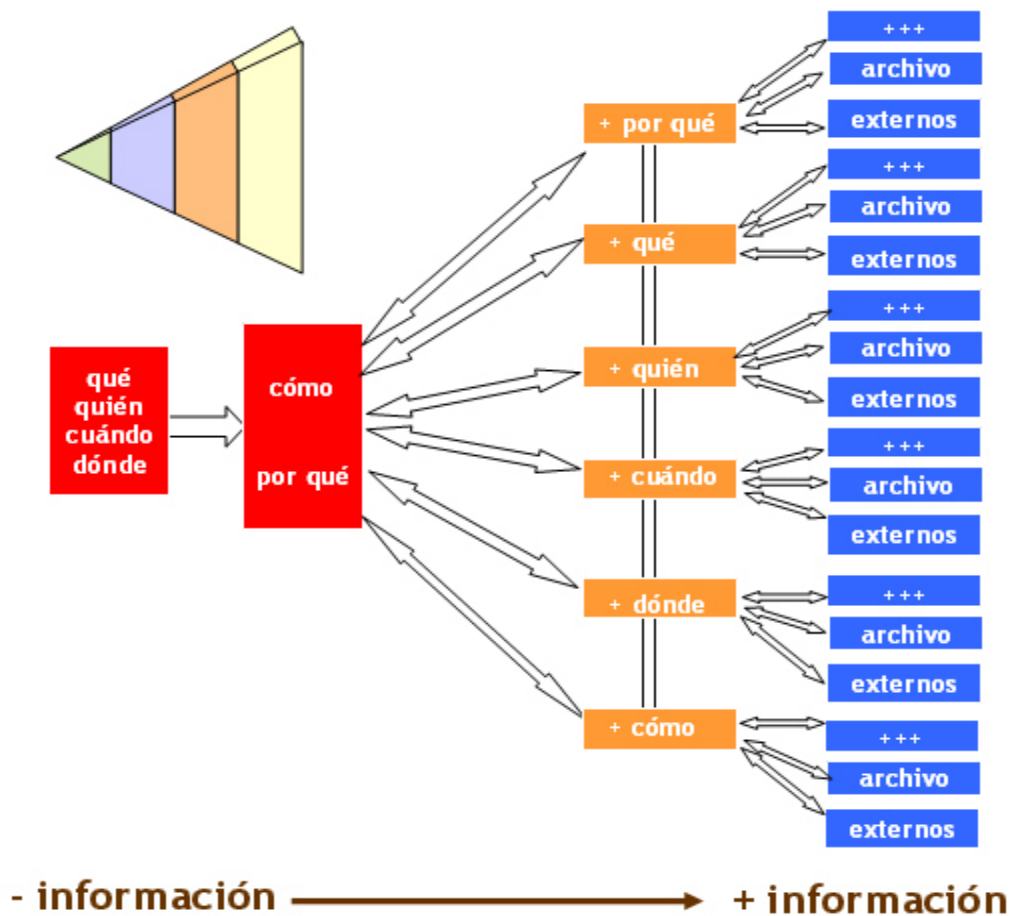 qué
quién
cuándo
dónde
cómo
por qué
+ por qué
+++
archivo
externos
+ qué
+++
archivo
externos
+ quién
+++
archivo
externos
+ cuándo
+++
archivo
externos
+ dónde
+++
archivo
externos
+ cómo
+++
archivo
externos
- información
+ información